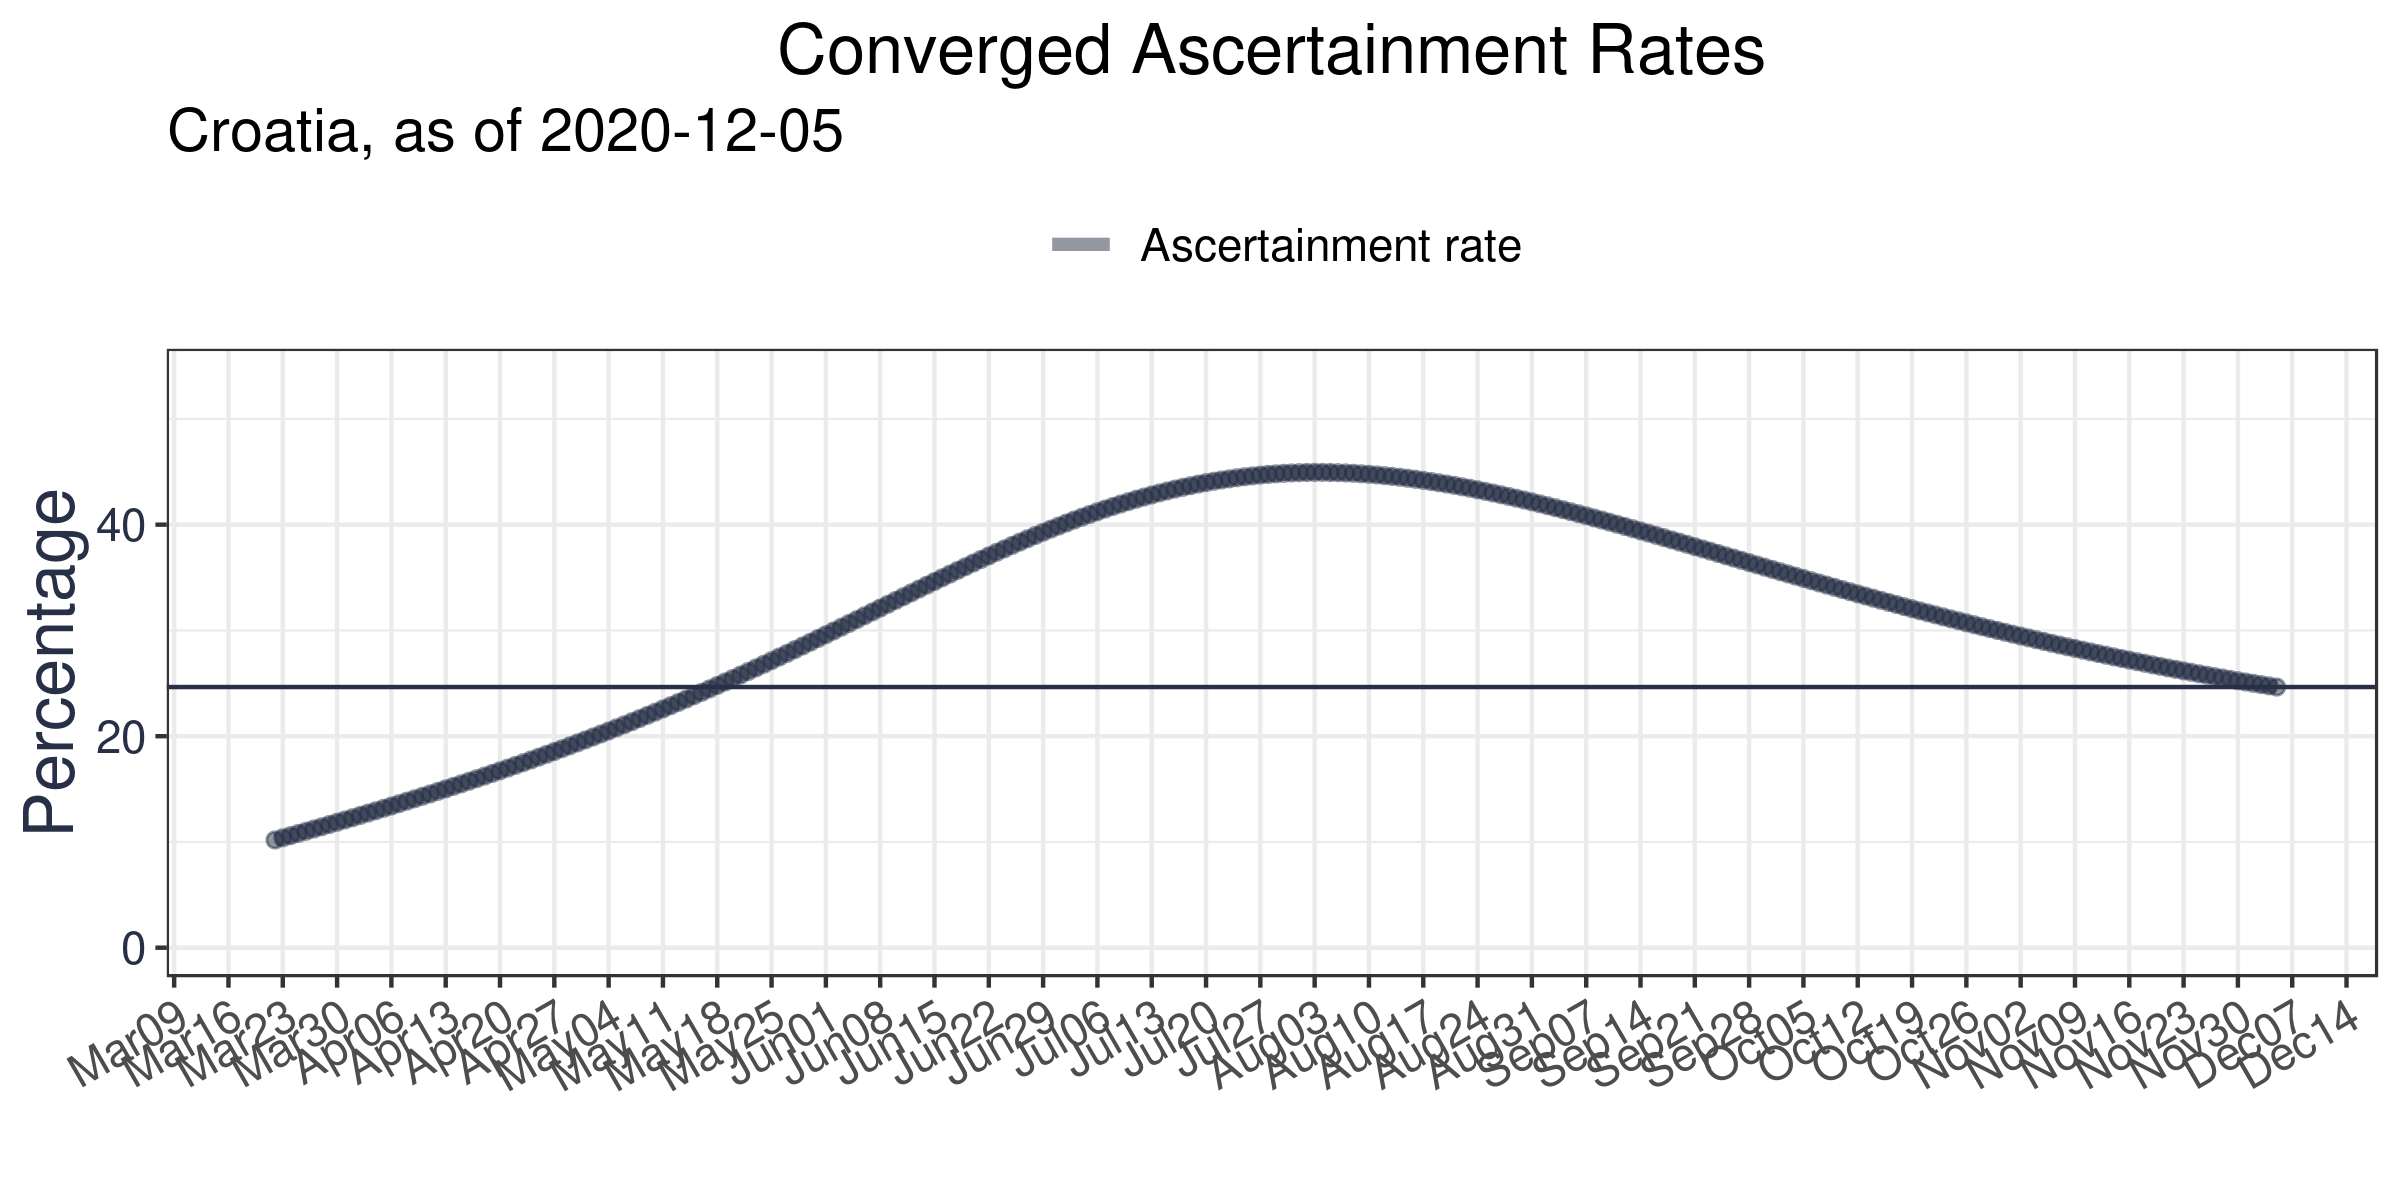 Converged Ascertainment Rates
Croatia, as of 2020-12-05
Ascertainment rate
Percentage
40
20
0
Mar09 Mar16 Mar23 Mar30 Apr06 Apr13 Apr20 Apr27 May04 May11 May18 May25 Jun01 Jun08 Jun15 Jun22 Jun29 Jul06 Jul13 Jul20 Jul27 Aug03 Aug10 Aug17 Aug24 Aug31 Sep07 Sep14 Sep21 Sep28 Oct05 Oct12 Oct19 Oct26 Nov02 Nov09 Nov16 Nov23 Nov30 Dec07 Dec14